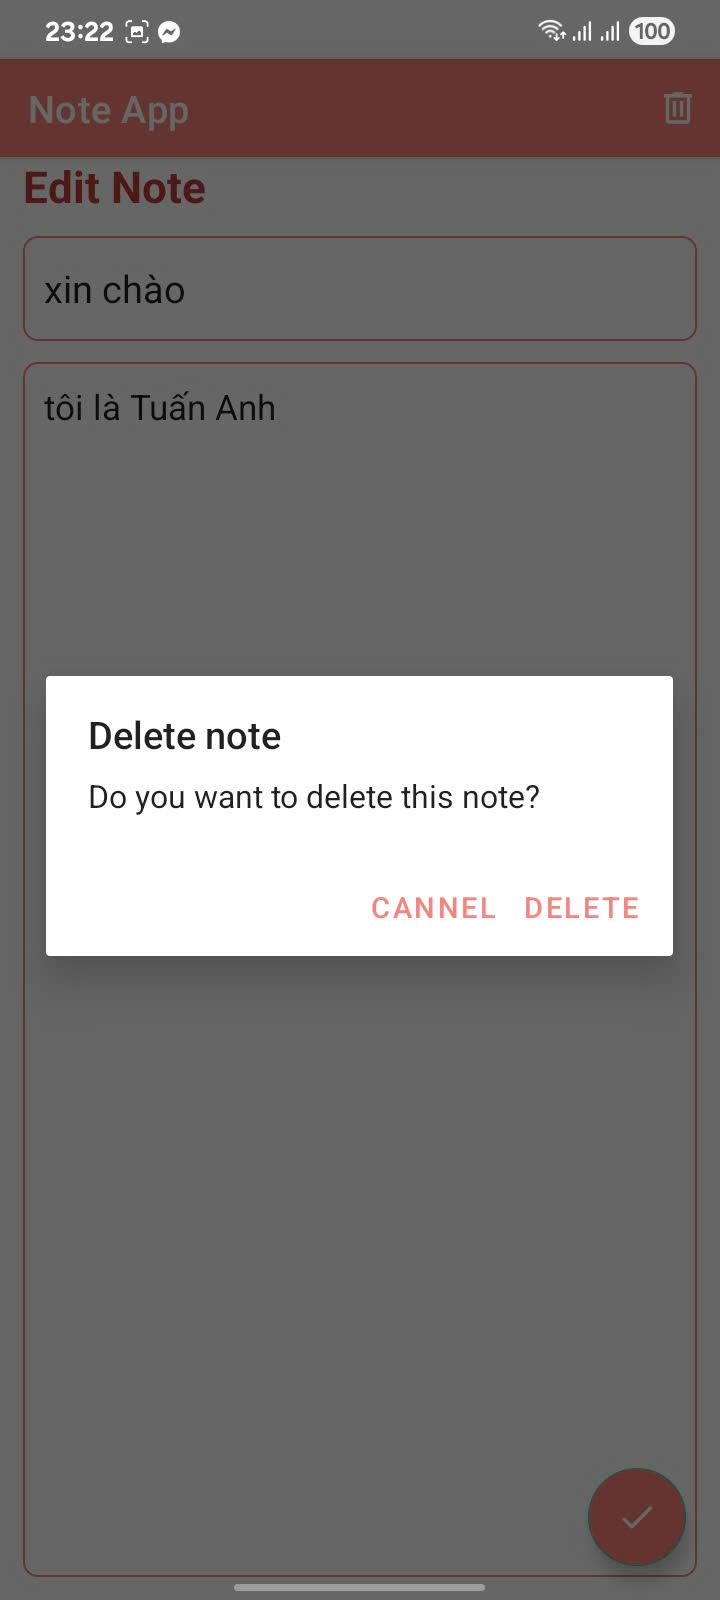 23:22
100
Note App
Edit Note
xin chào
tôi là Tuấn Anh
Delete note
Do you want to delete this note?
CANNEL DELETE